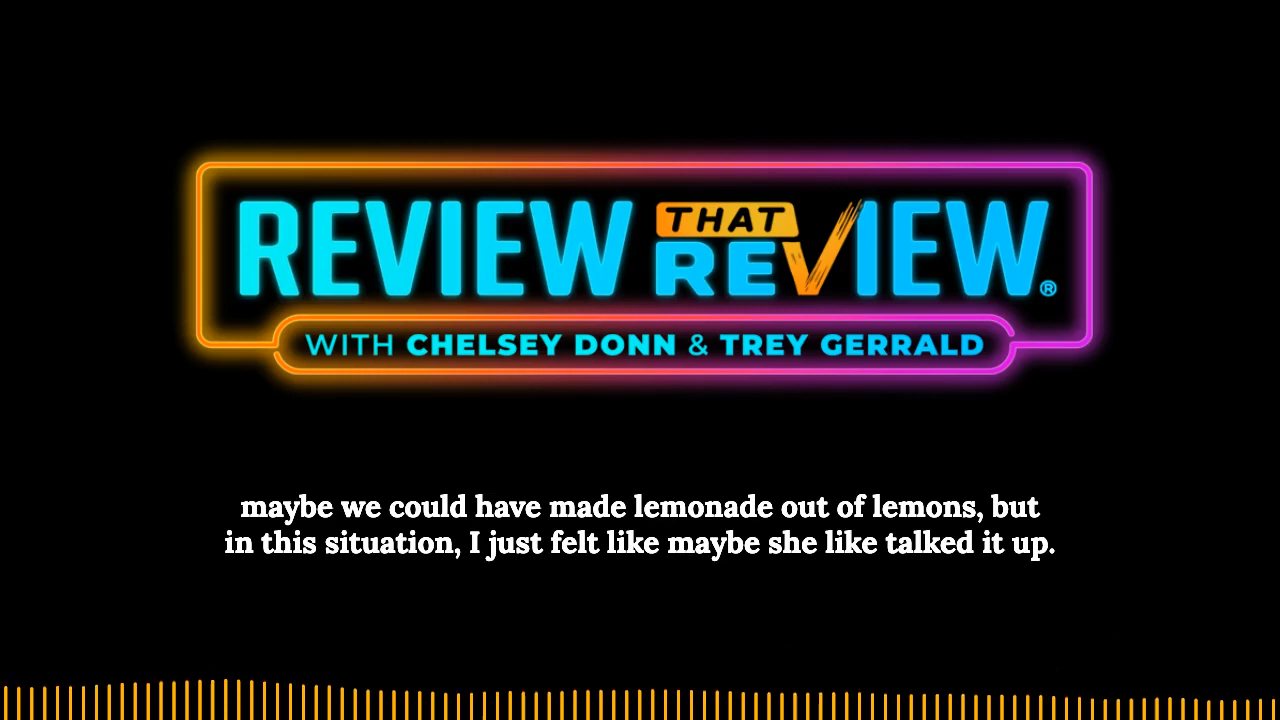 REVIEW THAT REVIEW®
WITH CHELSEY DONN & TREY GERRALD
maybe we could have made lemonade out of lemons, but
in this situation, I just felt like maybe she like talked it up.